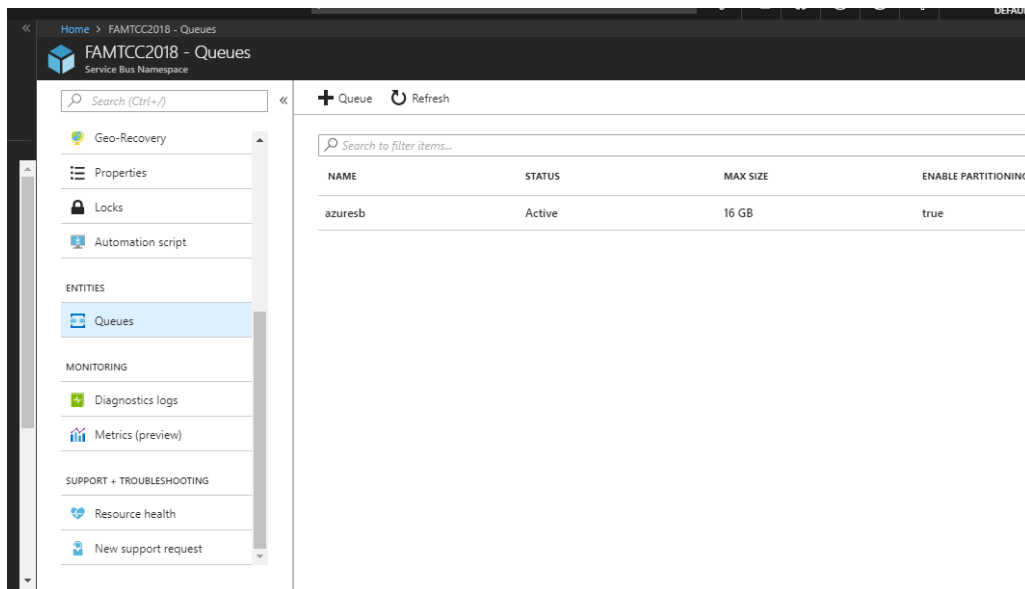 DEFAU
« Home > FAMTCC2018 - Queues
FAMTCC2018 - Queues
Service Bus Namespace
Search (Ctrl+/) «
Geo-Recovery
Properties
Locks
Automation script
ENTITIES
Queues
MONITORING
Diagnostics logs
Metrics (preview)
SUPPORT + TROUBLESHOOTING
Resource health
New support request
+ Queue Refresh
Search to filter items...
NAME STATUS MAX SIZE ENABLE PARTITIONING
azuresb Active 16 GB true